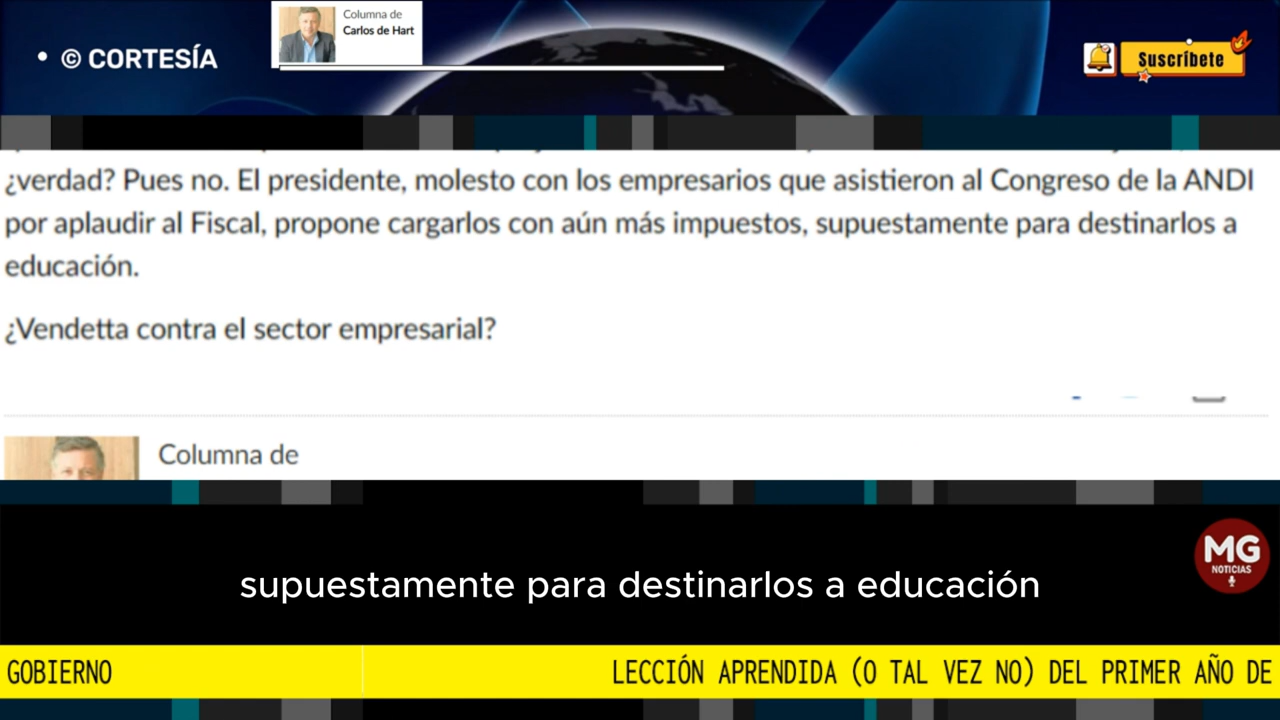 • © CORTESÍA
Columna de
Carlos de Hart
Suscríbete
¿verdad? Pues no. El presidente, molesto con los empresarios que asistieron al Congreso de la ANDI
por aplaudir al Fiscal, propone cargarlos con aún más impuestos, supuestamente para destinarlos a
educación.
¿Vendetta contra el sector empresarial?
Columna de
MG
NOTICIAS
supuestamente para destinarlos a educación
GOBIERNO
LECCIÓN APRENDIDA (O TAL VEZ NO) DEL PRIMER AÑO DE